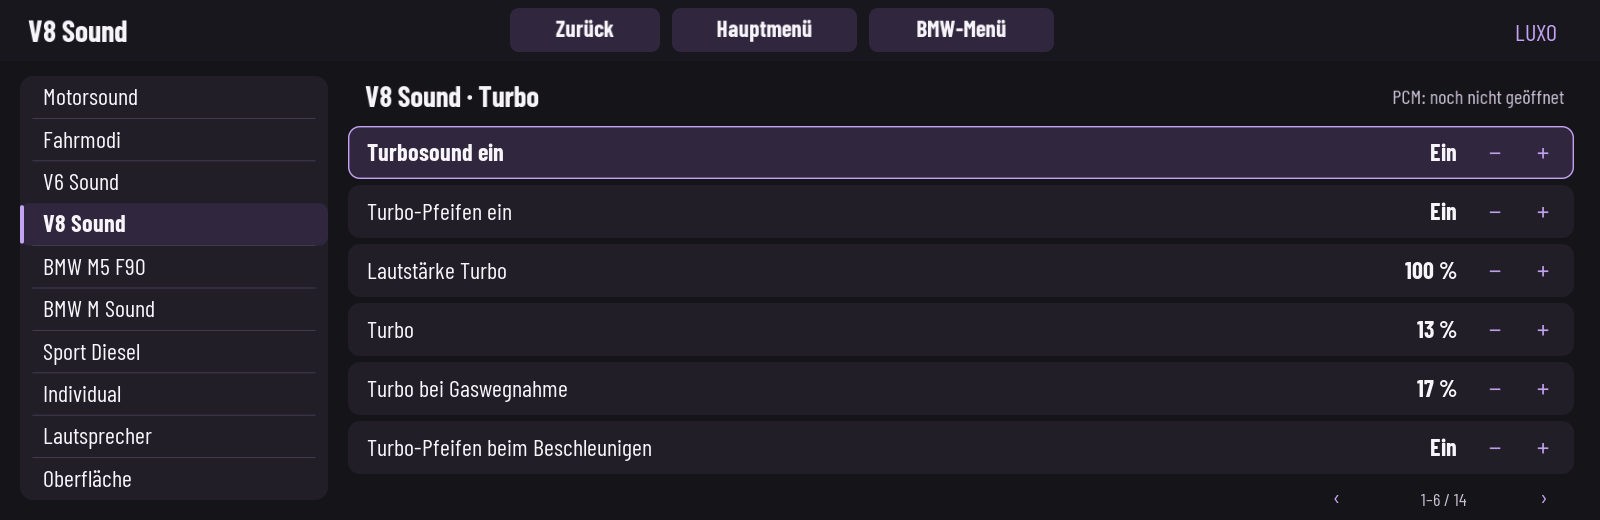 V8 Sound
Zurück
Hauptmenü
BMW-Menü
LUXO
Motorsound
Fahrmodi
V6 Sound
V8 Sound
BMW M5 F90
BMW M Sound
Sport Diesel
Individual
Lautsprecher
Oberfläche
V8 Sound · Turbo
PCM: noch nicht geöffnet
Turbosound ein Ein − +
Turbo-Pfeifen ein Ein − +
Lautstärke Turbo 100 % − +
Turbo 13 % − +
Turbo bei Gaswegnahme 17 % − +
Turbo-Pfeifen beim Beschleunigen Ein − +
‹ 1–6 / 14 ›